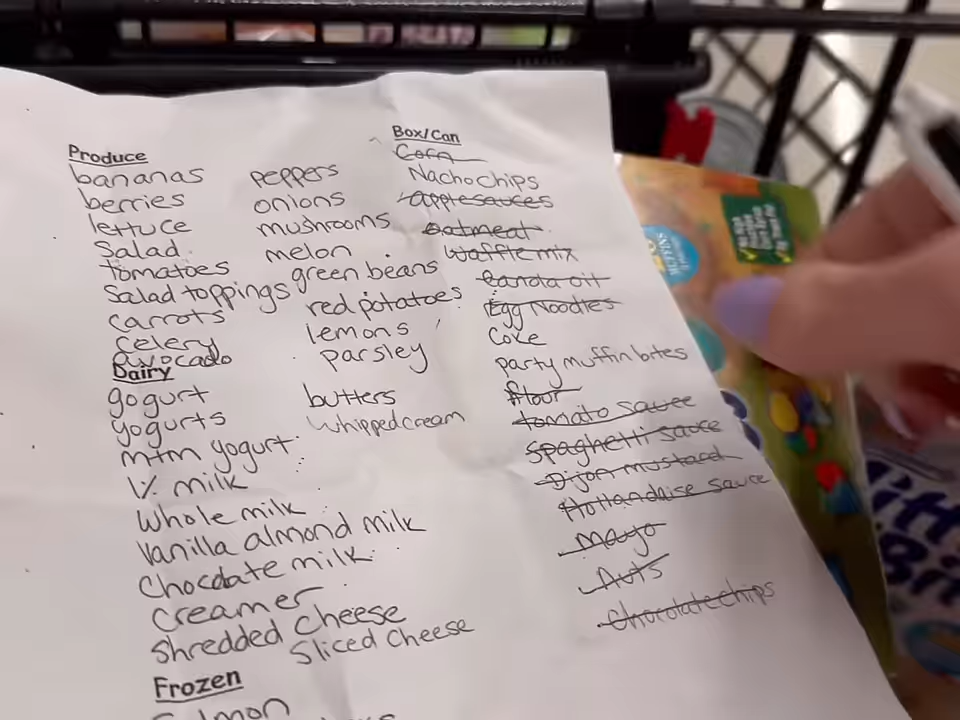 Produce
bananas
berries
lettuce
Salad
tomatoes
Salad toppings
carrots
Celery
Avocado
peppers
onions
mushrooms
melon
green beans
red potatoes
lemons
parsley
Dairy
yogurt
yogurts
m+m yogurt
1% milk
Whole milk
Vanilla almond milk
Chocolate milk
Creamer
Shredded Cheese
Sliced Cheese
butters
Whipped cream
Frozen
Salmon
Box/Can
Corn
Nacho chips
applesauces
oatmeal
Waffle mix
Canola oil
Egg Noodles
Coke
party muffin bites
flour
tomato sauce
Spaghetti sauce
Dijon mustard
Hollandaise sauce
mayo
Nuts
Chocolate chips